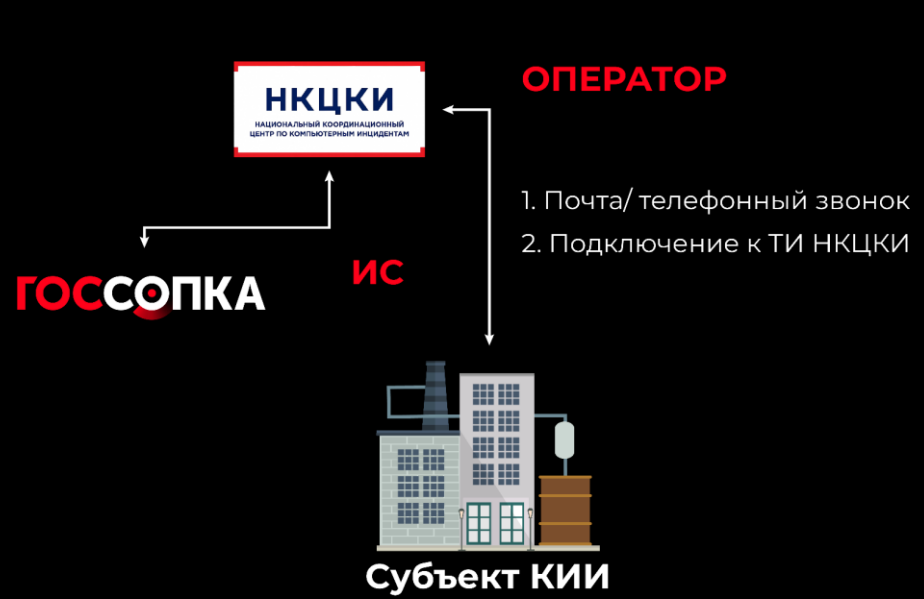 ОПЕРАТОР
НКЦКИ
НАЦИОНАЛЬНЫЙ КООРДИНАЦИОННЫЙ
ЦЕНТР ПО КОМПЬЮТЕРНЫМ ИНЦИДЕНТАМ
1. Почта/ телефонный звонок
2. Подключение к ТИ НКЦКИ
ИС
ГОССОПКА
Субъект КИИ